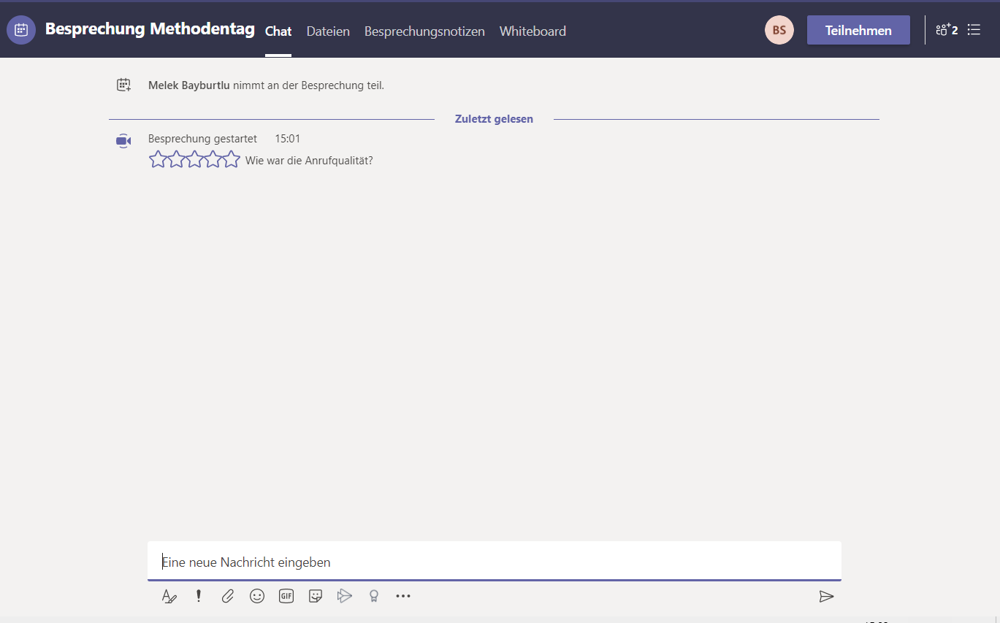 Besprechung Methodentag Chat Dateien Besprechungsnotizen Whiteboard BS Teilnehmen 2
Melek Bayburtlu nimmt an der Besprechung teil.
Zuletzt gelesen
Besprechung gestartet 15:01
Wie war die Anrufqualität?
Eine neue Nachricht eingeben
GIF